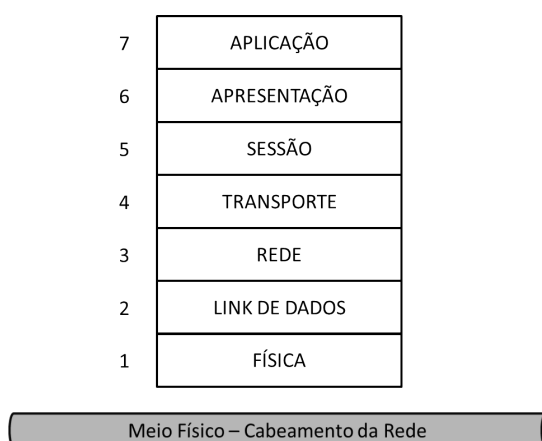 7 APLICAÇÃO
6 APRESENTAÇÃO
5 SESSÃO
4 TRANSPORTE
3 REDE
2 LINK DE DADOS
1 FÍSICA
Meio Físico – Cabeamento da Rede